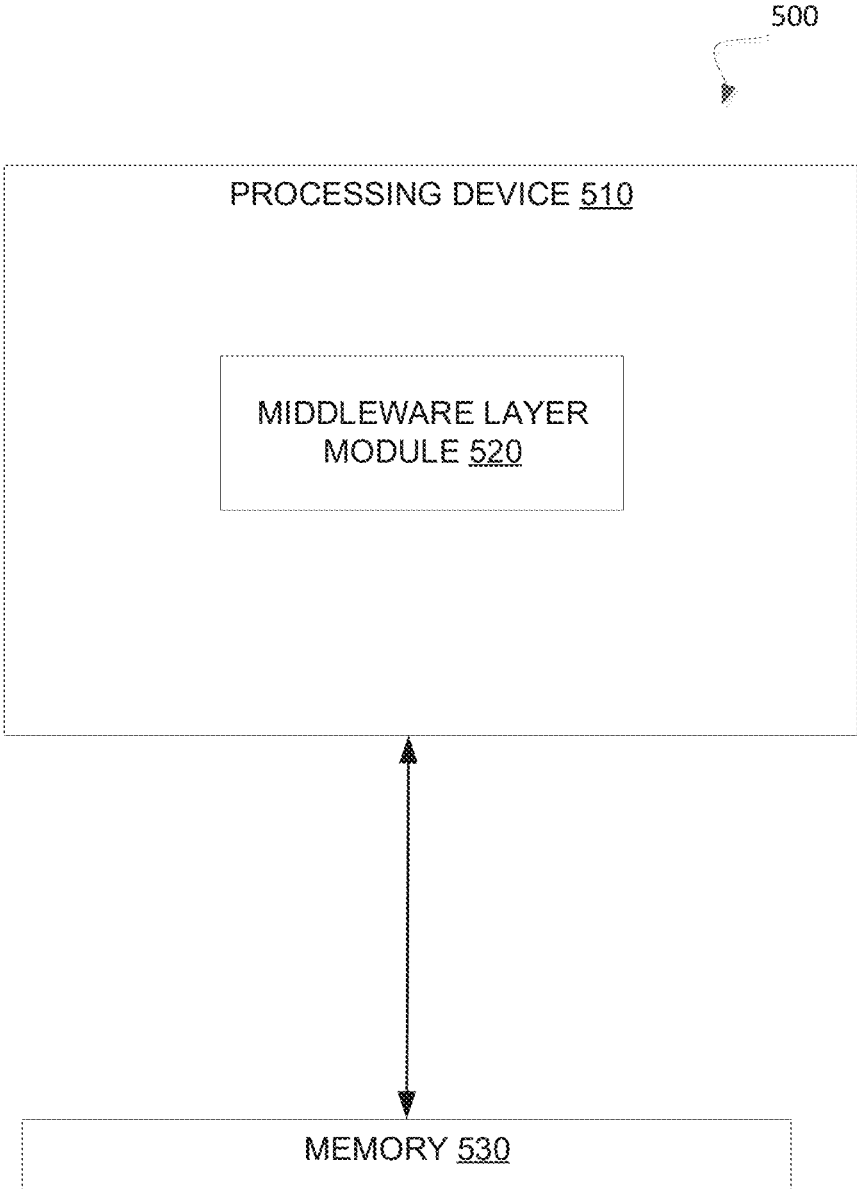 500
PROCESSING DEVICE 510
MIDDLEWARE LAYER
MODULE 520
MEMORY 530